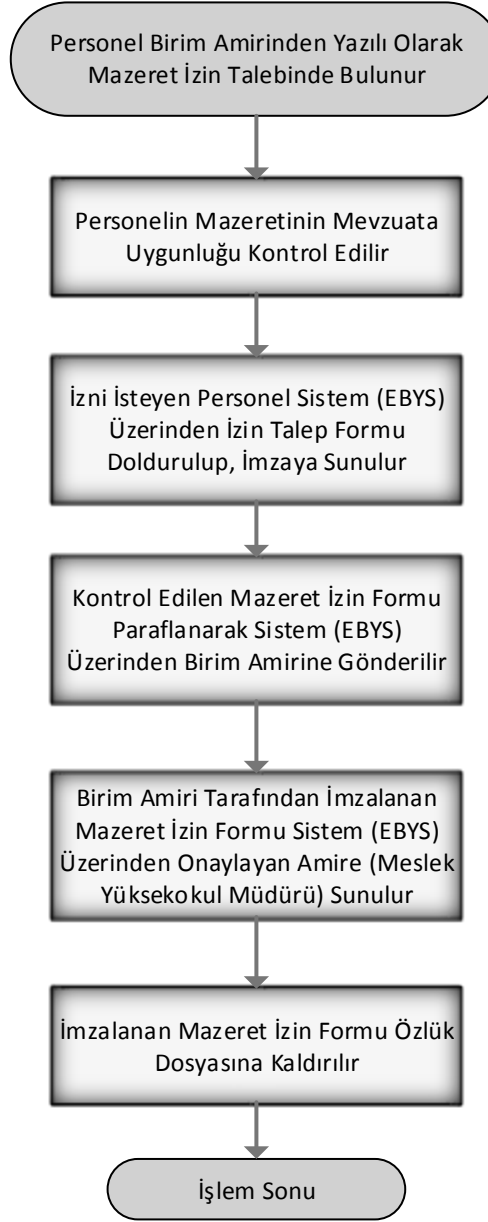 Personel Birim Amirinden Yazılı Olarak
Mazeret İzin Talebinde Bulunur
Personelin Mazeretinin Mevzuata
Uygunluğu Kontrol Edilir
İzni İsteyen Personel Sistem (EBYS)
Üzerinden İzin Talep Formu
Doldurulup, İmzaya Sunulur
Kontrol Edilen Mazeret İzin Formu
Paraflanarak Sistem (EBYS)
Üzerinden Birim Amirine Gönderilir
Birim Amiri Tarafından İmzalanan
Mazeret İzin Formu Sistem (EBYS)
Üzerinden Onaylayan Amire (Meslek
Yüksekokul Müdürü) Sunulur
İmzalanan Mazeret İzin Formu Özlük
Dosyasına Kaldırılır
İşlem Sonu